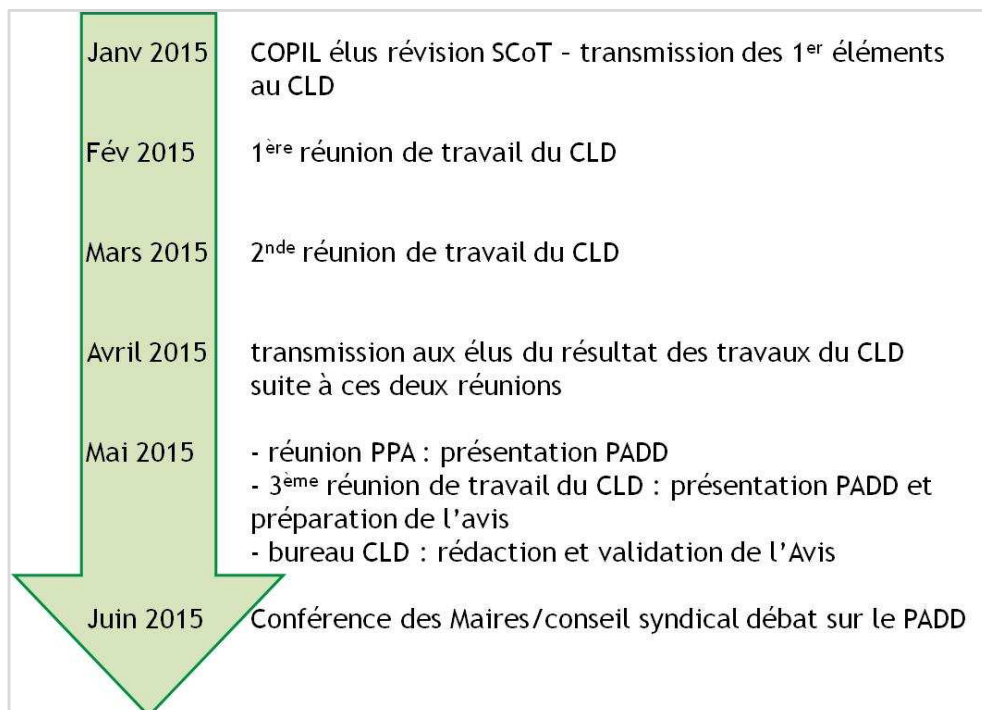 Janv 2015 COPIL élus révision SCoT – transmission des 1er éléments
au CLD
Fév 2015 1ère réunion de travail du CLD
Mars 2015 2nde réunion de travail du CLD
Avril 2015 transmission aux élus du résultat des travaux du CLD
suite à ces deux réunions
Mai 2015 - réunion PPA : présentation PADD
- 3ème réunion de travail du CLD : présentation PADD et
préparation de l'avis
- bureau CLD : rédaction et validation de l'Avis
Juin 2015 Conférence des Maires/conseil syndical débat sur le PADD